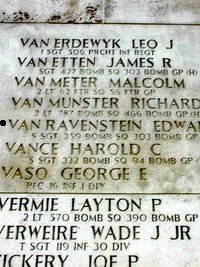 VAN ERDEWYK LEO J
1 SGT 506 PRCHT INF REGT
VAN ETTEN JAMES R
S SGT 427 BOMB SQ 303 BOMB GP (H)
VAN METER MALCOLM
2 LT 62 FTR SQ 56 FTR GP
VAN MUNSTER RICHARD
2 LT 787 BOMB SQ 466 BOMB GP (H)
VAN RAVENSTEIN EDWA
S SGT 359 BOMB SQ 303 BOMB GP
VANCE HAROLD C
S SGT 332 BOMB SQ 94 BOMB GP (H
VASO GEORGE E
PFC 16 INF 1 DIV
VERMIE LAYTON P
2 LT 570 BOMB SQ 390 BOMB GP
VERWEIRE WADE J JR
T SGT 119 INF 30 DIV
VICKERY JOE P